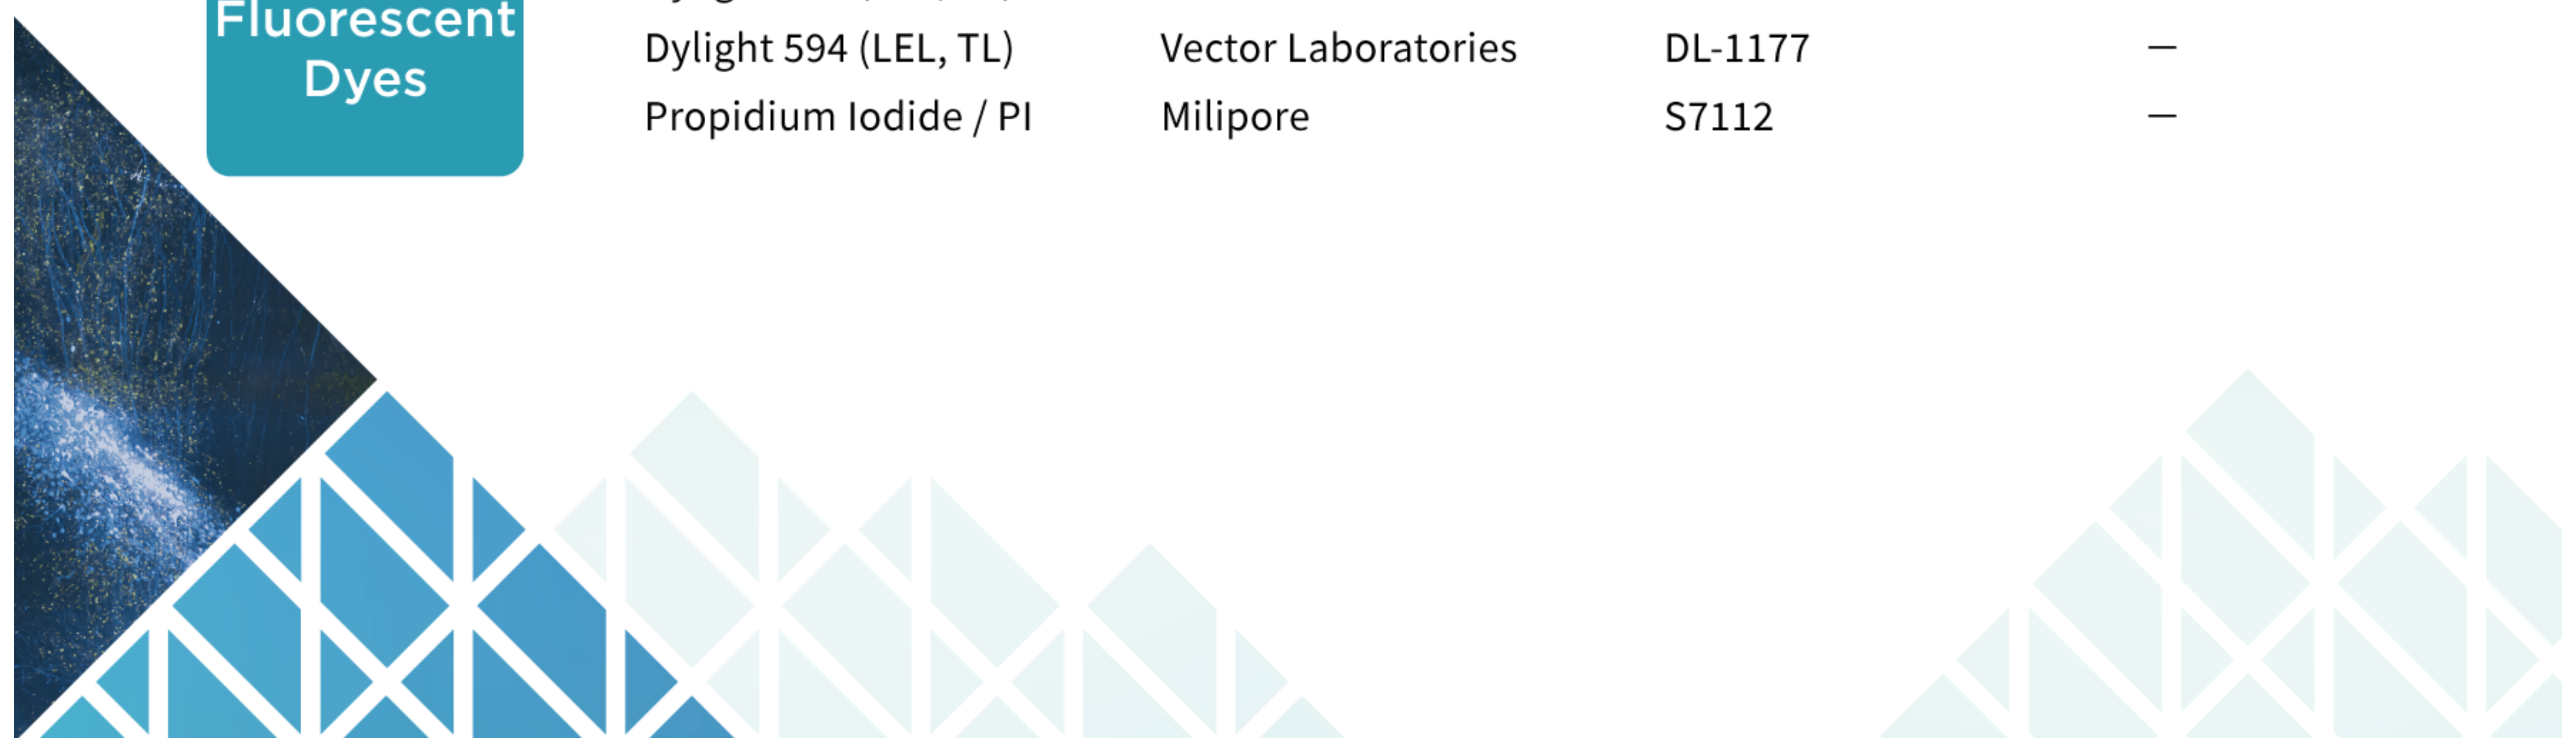 Fluorescent
Dyes
Dylight 594 (LEL, TL) Vector Laboratories DL-1177 —
Propidium Iodide / PI Milipore S7112 —